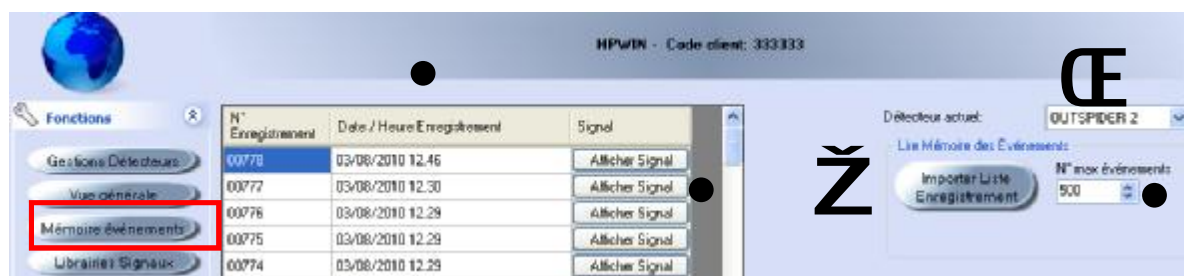 HPWIN - Code client: 333333
Œ
Fonctions
Gestions Détecteurs
Vue générale
Mémoire événements
Librairies Signaux
N° Enregistrement Date / Heure Enregistrement Signal
00778 03/08/2010 12.46 Afficher Signal
00777 03/08/2010 12.30 Afficher Signal
00776 03/08/2010 12.29 Afficher Signal
00775 03/08/2010 12.29 Afficher Signal
00774 03/08/2010 12.29 Afficher Signal
Détecteur actuel: OUTSPIDER 2
Lire Mémoire des Événements
Ž
Importer Liste
Enregistrement
N° max événements
500